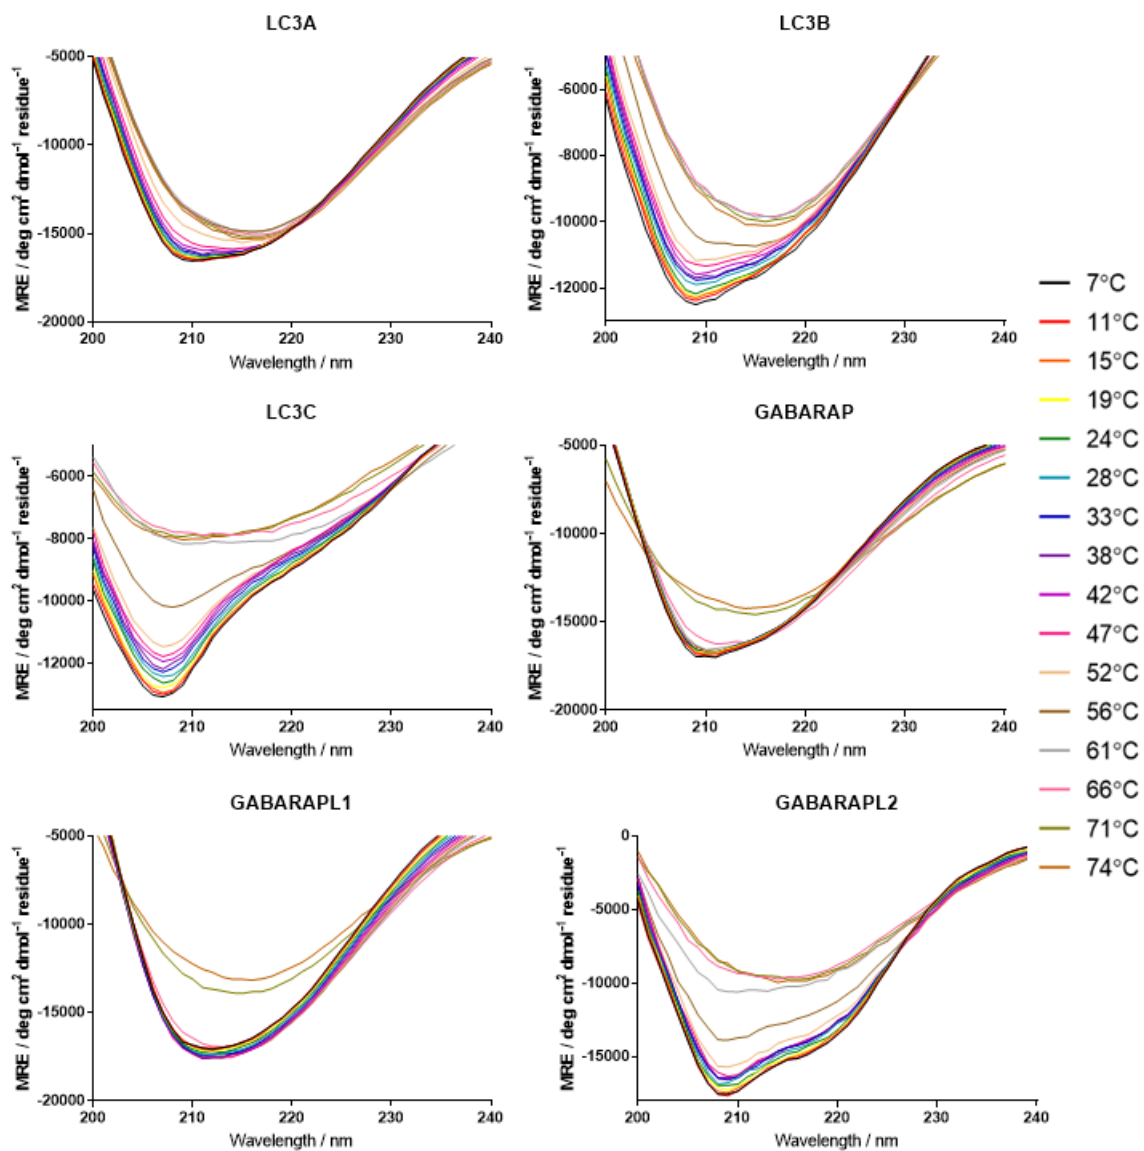 LC3A
MRE / deg cm² dmol⁻¹ residue⁻¹
-5000
-10000
-15000
-20000
200 210 220 230 240
Wavelength / nm
LC3B
MRE / deg cm² dmol⁻¹ residue⁻¹
-6000
-8000
-10000
-12000
200 210 220 230 240
Wavelength / nm
LC3C
MRE / deg cm² dmol⁻¹ residue⁻¹
-6000
-8000
-10000
-12000
200 210 220 230 240
Wavelength / nm
GABARAP
MRE / deg cm² dmol⁻¹ residue⁻¹
-5000
-10000
-15000
-20000
200 210 220 230 240
Wavelength / nm
GABARAPL1
MRE / deg cm² dmol⁻¹ residue⁻¹
-5000
-10000
-15000
-20000
200 210 220 230 240
Wavelength / nm
GABARAPL2
MRE / deg cm² dmol⁻¹ residue⁻¹
0
-5000
-10000
-15000
200 210 220 230 240
Wavelength / nm
7°C
11°C
15°C
19°C
24°C
28°C
33°C
38°C
42°C
47°C
52°C
56°C
61°C
66°C
71°C
74°C